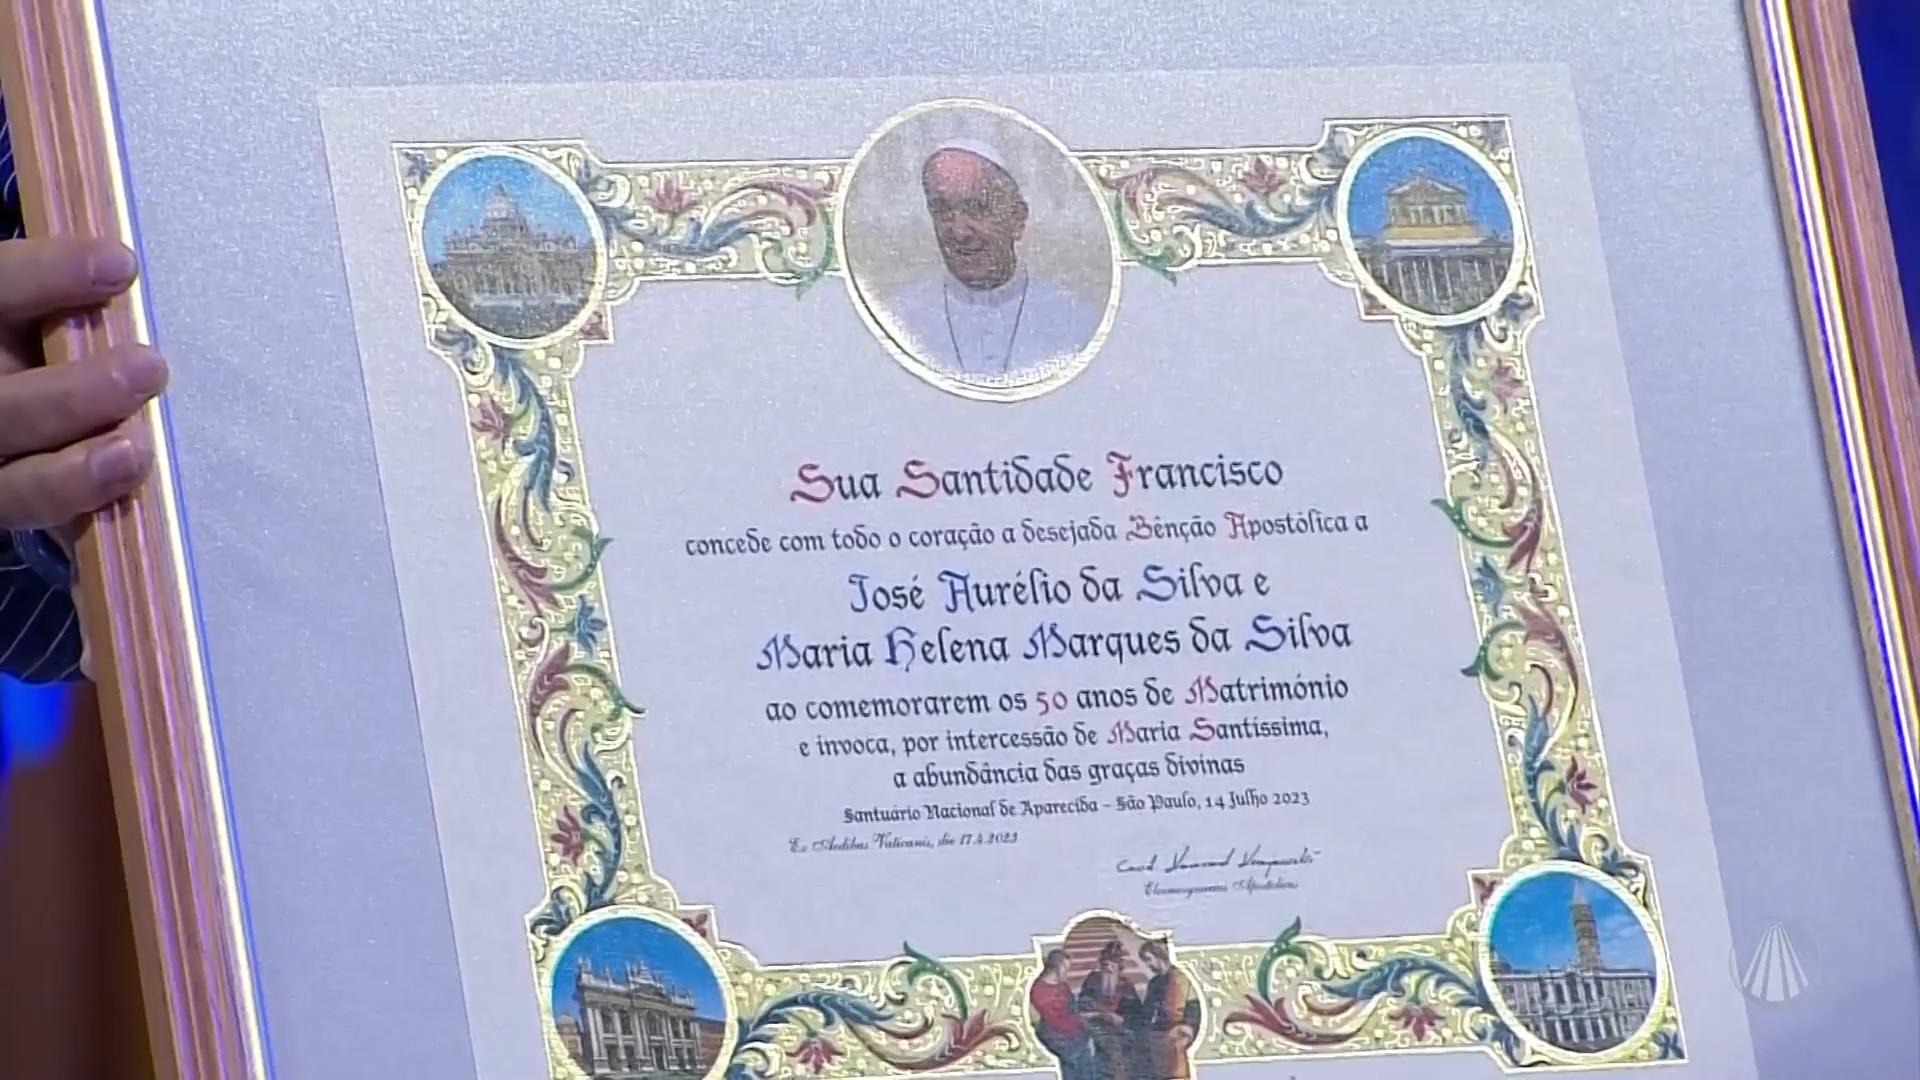 Sua Santidade Francisco
concede com todo o coração a desejada Bênção Apostólica a
José Aurélio da Silva e
Maria Helena Marques da Silva
ao comemorarem os 50 anos de Matrimónio
e invoca, por intercessão de Maria Santíssima,
a abundância das graças divinas
Santuário Nacional de Aparecida - São Paulo, 14 Julho 2023
Ex Aedibus Vaticanis, die